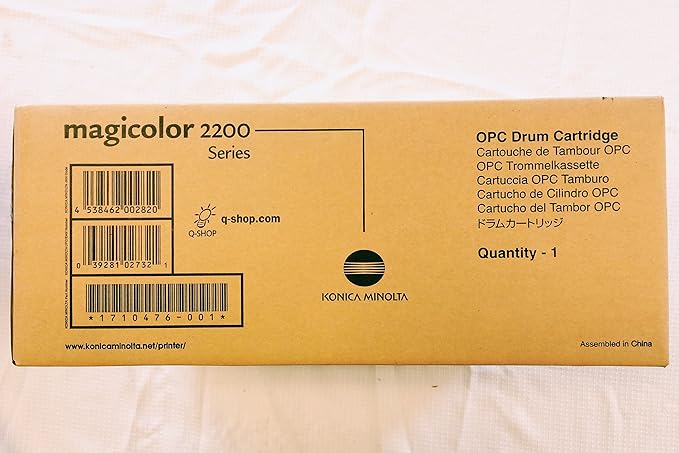 magicolor 2200
Series
4 538462 002820
0 39281 02732 1
*1710476-001*
www.konicaminolta.net/printer/
Q-SHOP
q-shop.com
KONICA MINOLTA
OPC Drum Cartridge
Cartouche de Tambour OPC
OPC Trommelkassette
Cartuccia OPC Tamburo
Cartucho de Cilindro OPC
Cartucho del Tambor OPC
ドラムカートリッジ
Quantity - 1
Assembled in China